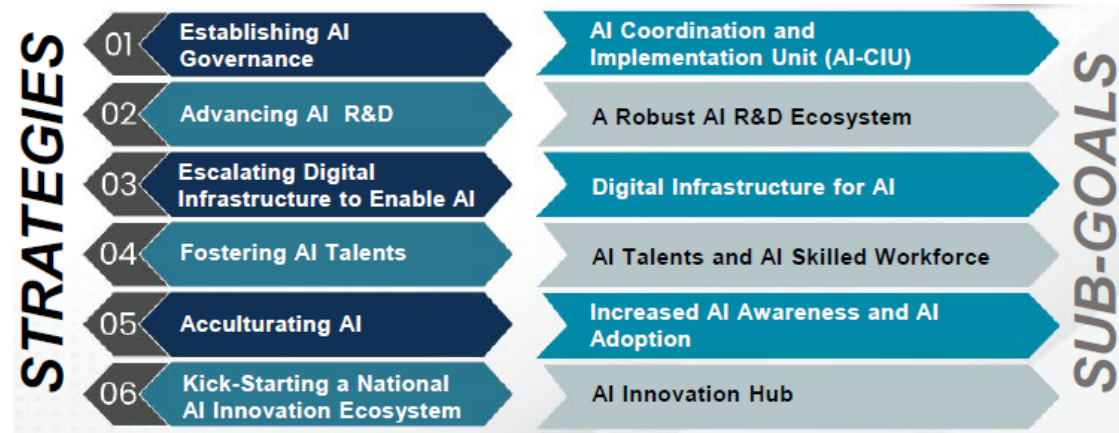 STRATEGIES
01
Establishing AI
Governance
AI Coordination and
Implementation Unit (AI-CIU)
02
Advancing AI R&D
A Robust AI R&D Ecosystem
03
Escalating Digital
Infrastructure to Enable AI
Digital Infrastructure for AI
04
Fostering AI Talents
AI Talents and AI Skilled Workforce
05
Acculturating AI
Increased AI Awareness and AI
Adoption
06
Kick-Starting a National
AI Innovation Ecosystem
AI Innovation Hub
SUB-GOALS